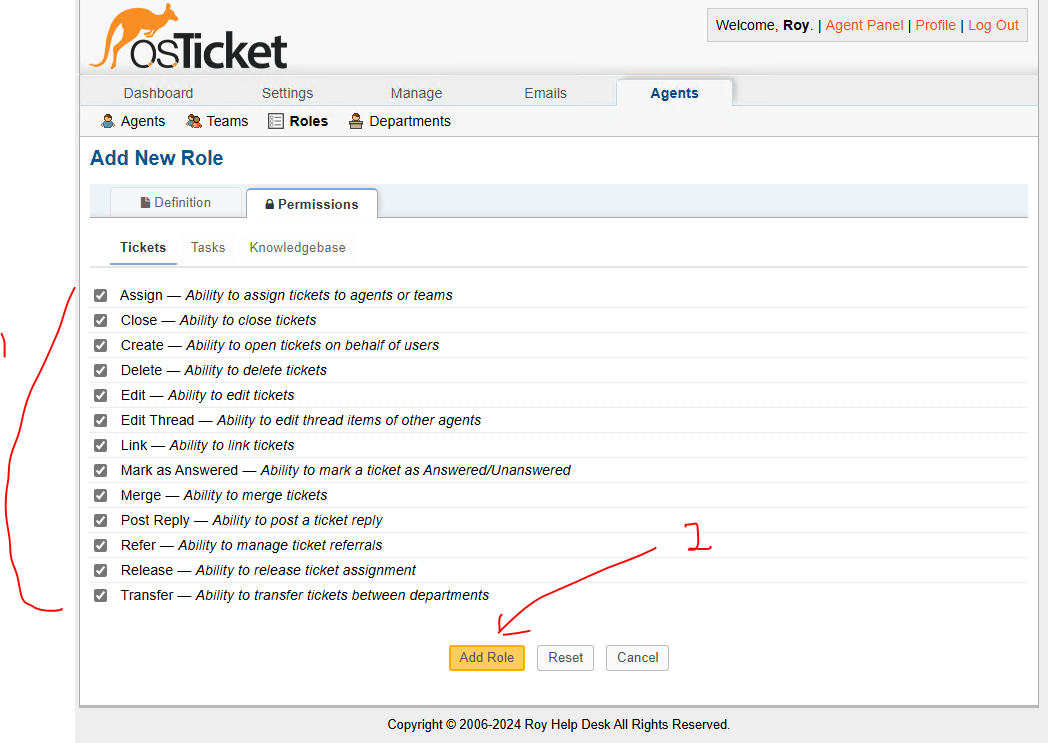 osTicket
Welcome, Roy. | Agent Panel | Profile | Log Out
Dashboard Settings Manage Emails Agents
Agents Teams Roles Departments
Add New Role
Definition Permissions
Tickets Tasks Knowledgebase
Assign — Ability to assign tickets to agents or teams
Close — Ability to close tickets
Create — Ability to open tickets on behalf of users
Delete — Ability to delete tickets
Edit — Ability to edit tickets
Edit Thread — Ability to edit thread items of other agents
Link — Ability to link tickets
Mark as Answered — Ability to mark a ticket as Answered/Unanswered
Merge — Ability to merge tickets
Post Reply — Ability to post a ticket reply
Refer — Ability to manage ticket referrals
Release — Ability to release ticket assignment
Transfer — Ability to transfer tickets between departments
Add Role Reset Cancel
Copyright © 2006-2024 Roy Help Desk All Rights Reserved.